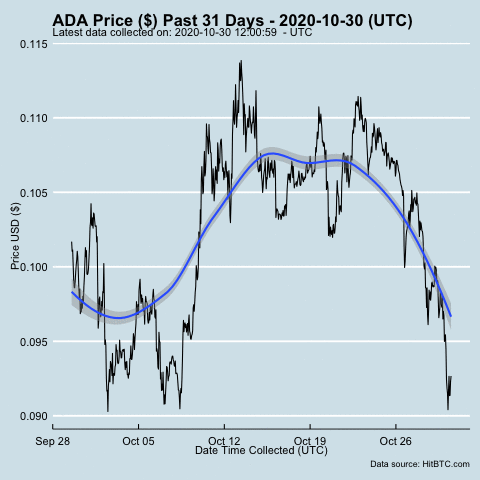 ADA Price ($) Past 31 Days - 2020-10-30 (UTC)
Latest data collected on: 2020-10-30 12:00:59  - UTC
0.115
0.110
0.105
0.100
0.095
0.090
Price USD ($)
Sep 28
Oct 05
Oct 12
Oct 19
Oct 26
Date Time Collected (UTC)
Data source: HitBTC.com